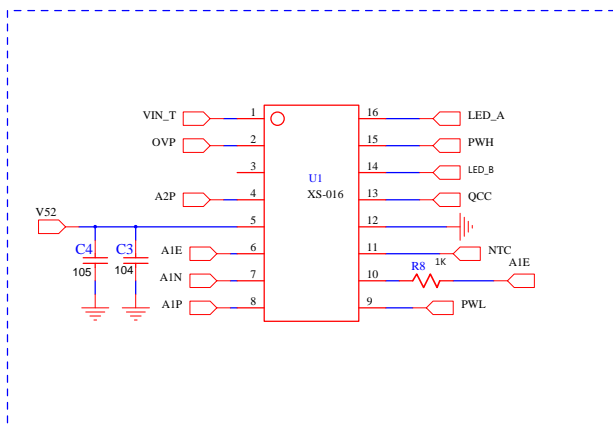 VIN_T 1 16 LED_A
OVP 2 15 PWH
3 U1 14 LED_B
A2P 4 XS-016 13 QCC
V52 5 12
C4 C3 A1E 6 11 NTC
105 104 A1N 7 10 R8 1K A1E
A1P 8 9 PWL